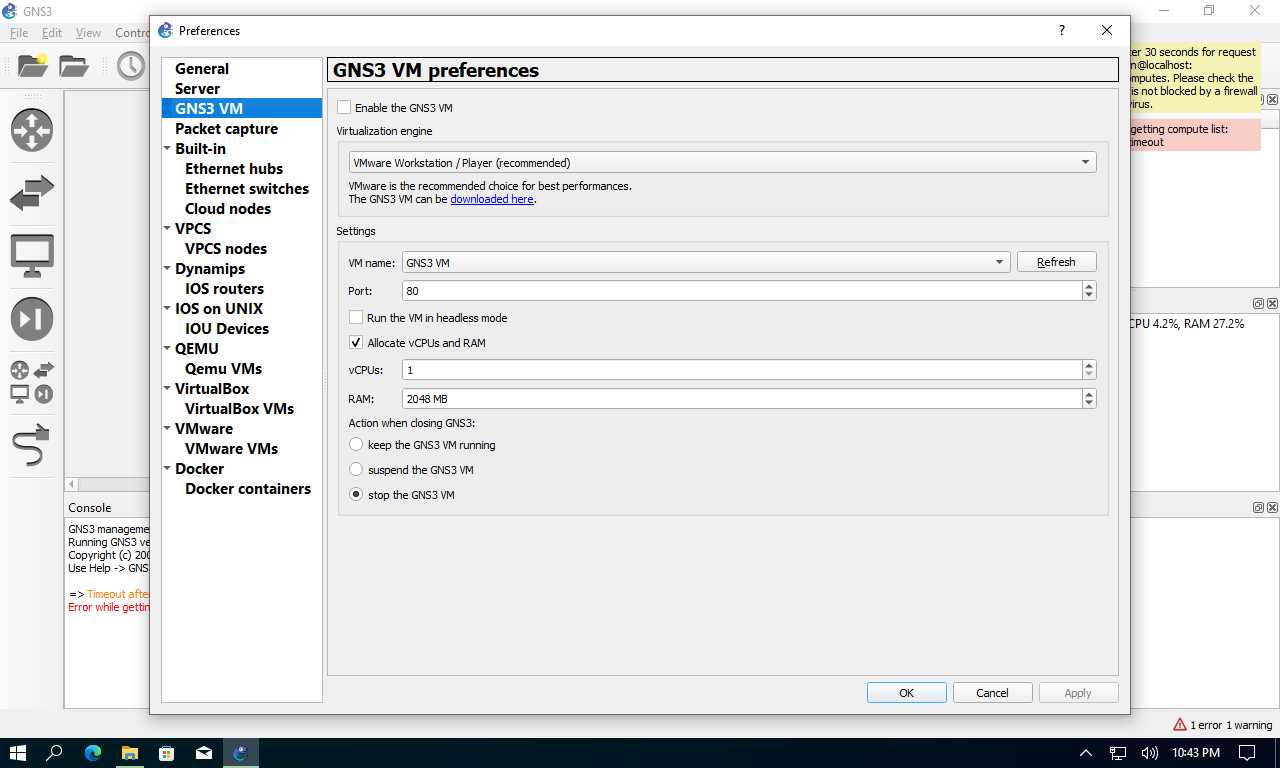 GNS3
File Edit View Contro
Preferences
?
General
Server
GNS3 VM
Packet capture
Built-in
Ethernet hubs
Ethernet switches
Cloud nodes
VPCS
VPCS nodes
Dynamips
IOS routers
IOS on UNIX
IOU Devices
QEMU
Qemu VMs
VirtualBox
VirtualBox VMs
VMware
VMware VMs
Docker
Docker containers
GNS3 VM preferences
Enable the GNS3 VM
Virtualization engine
VMware Workstation / Player (recommended)
VMware is the recommended choice for best performances.
The GNS3 VM can be downloaded here.
Settings
VM name: GNS3 VM Refresh
Port: 80
Run the VM in headless mode
Allocate vCPUs and RAM
vCPUs: 1
RAM: 2048 MB
Action when closing GNS3:
keep the GNS3 VM running
suspend the GNS3 VM
stop the GNS3 VM
OK Cancel Apply
er 30 seconds for request
n@localhost:
mputes. Please check the
is not blocked by a firewall
virus.
getting compute list:
timeout
CPU 4.2%, RAM 27.2%
Console
GNS3 manageme
Running GNS3 ve
Copyright (c) 200
Use Help -> GNS
=> Timeout after
Error while gettin
1 error 1 warning
10:43 PM